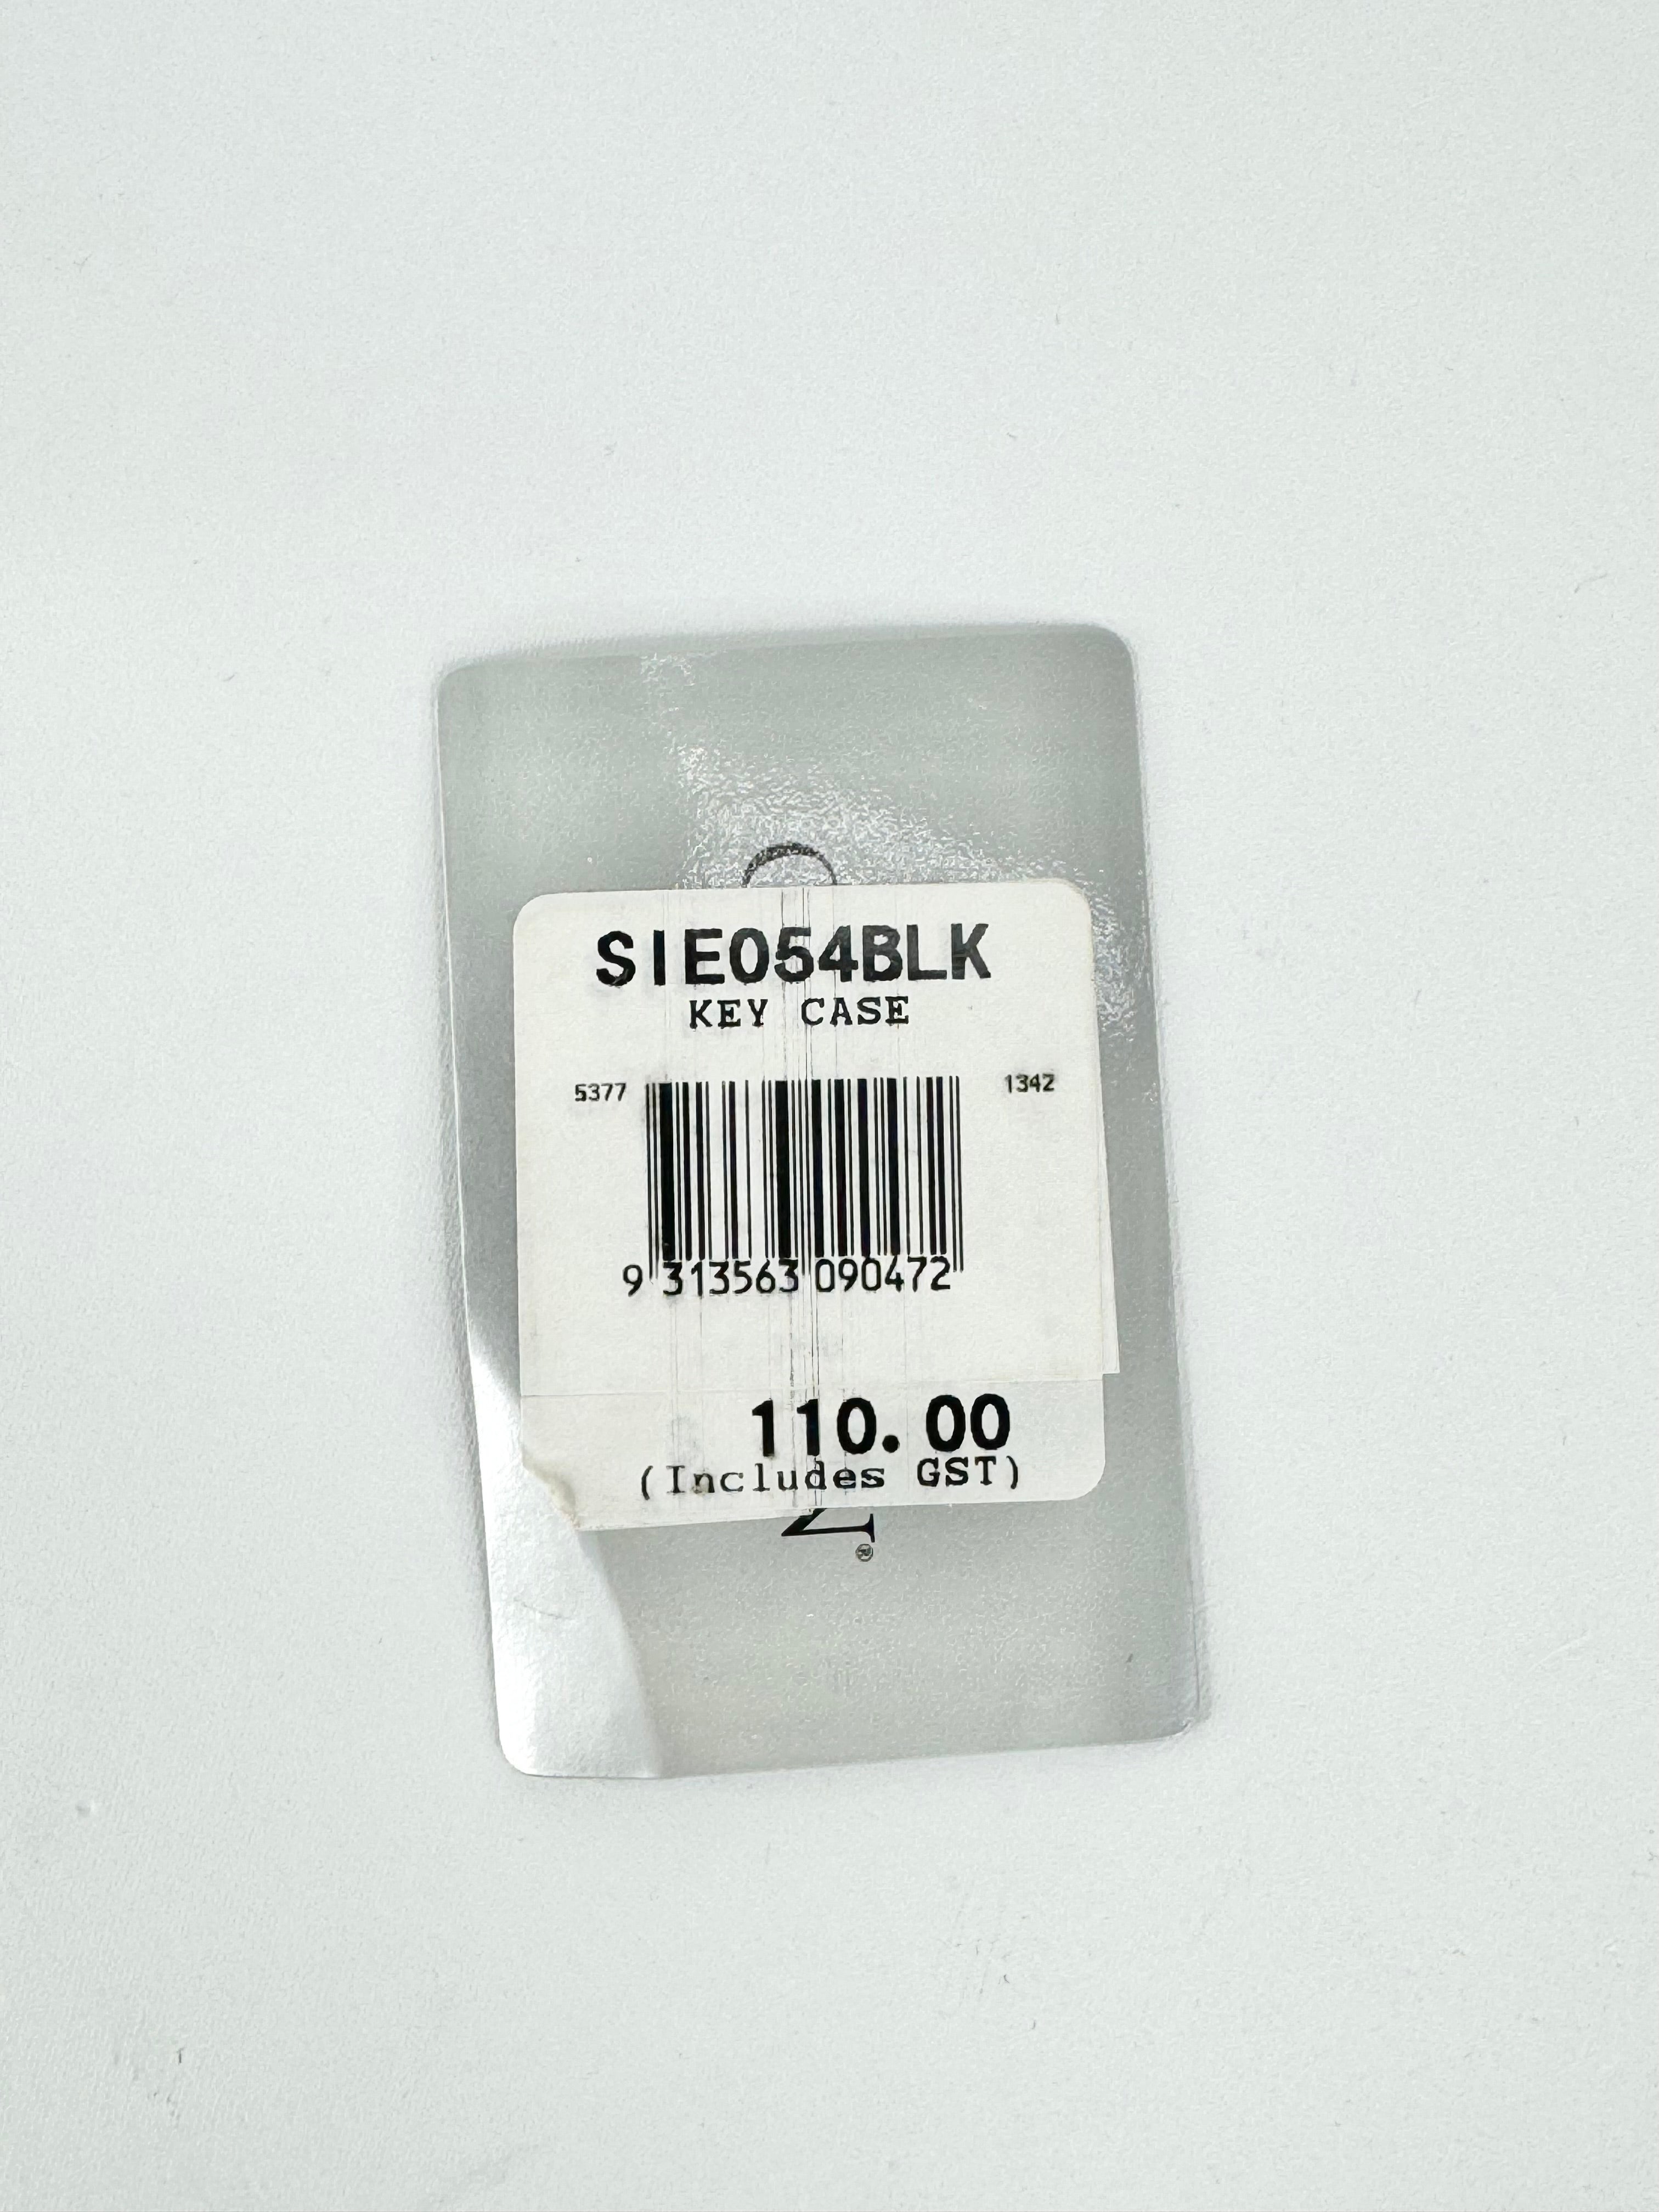 SIE054BLK
KEY CASE
5377 1342
9 313563 090472
110.00
(Includes GST)
®